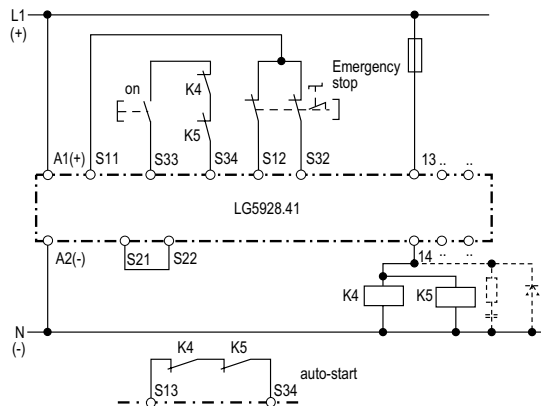 L1
(+)
Emergency
stop
on
K4
K5
A1(+) S11 S33 S34 S12 S32 13 .. ..
LG5928.41
A2(-) S21 S22 14 .. ..
K4 K5
N
(-)
K4 K5
auto-start
S13 S34